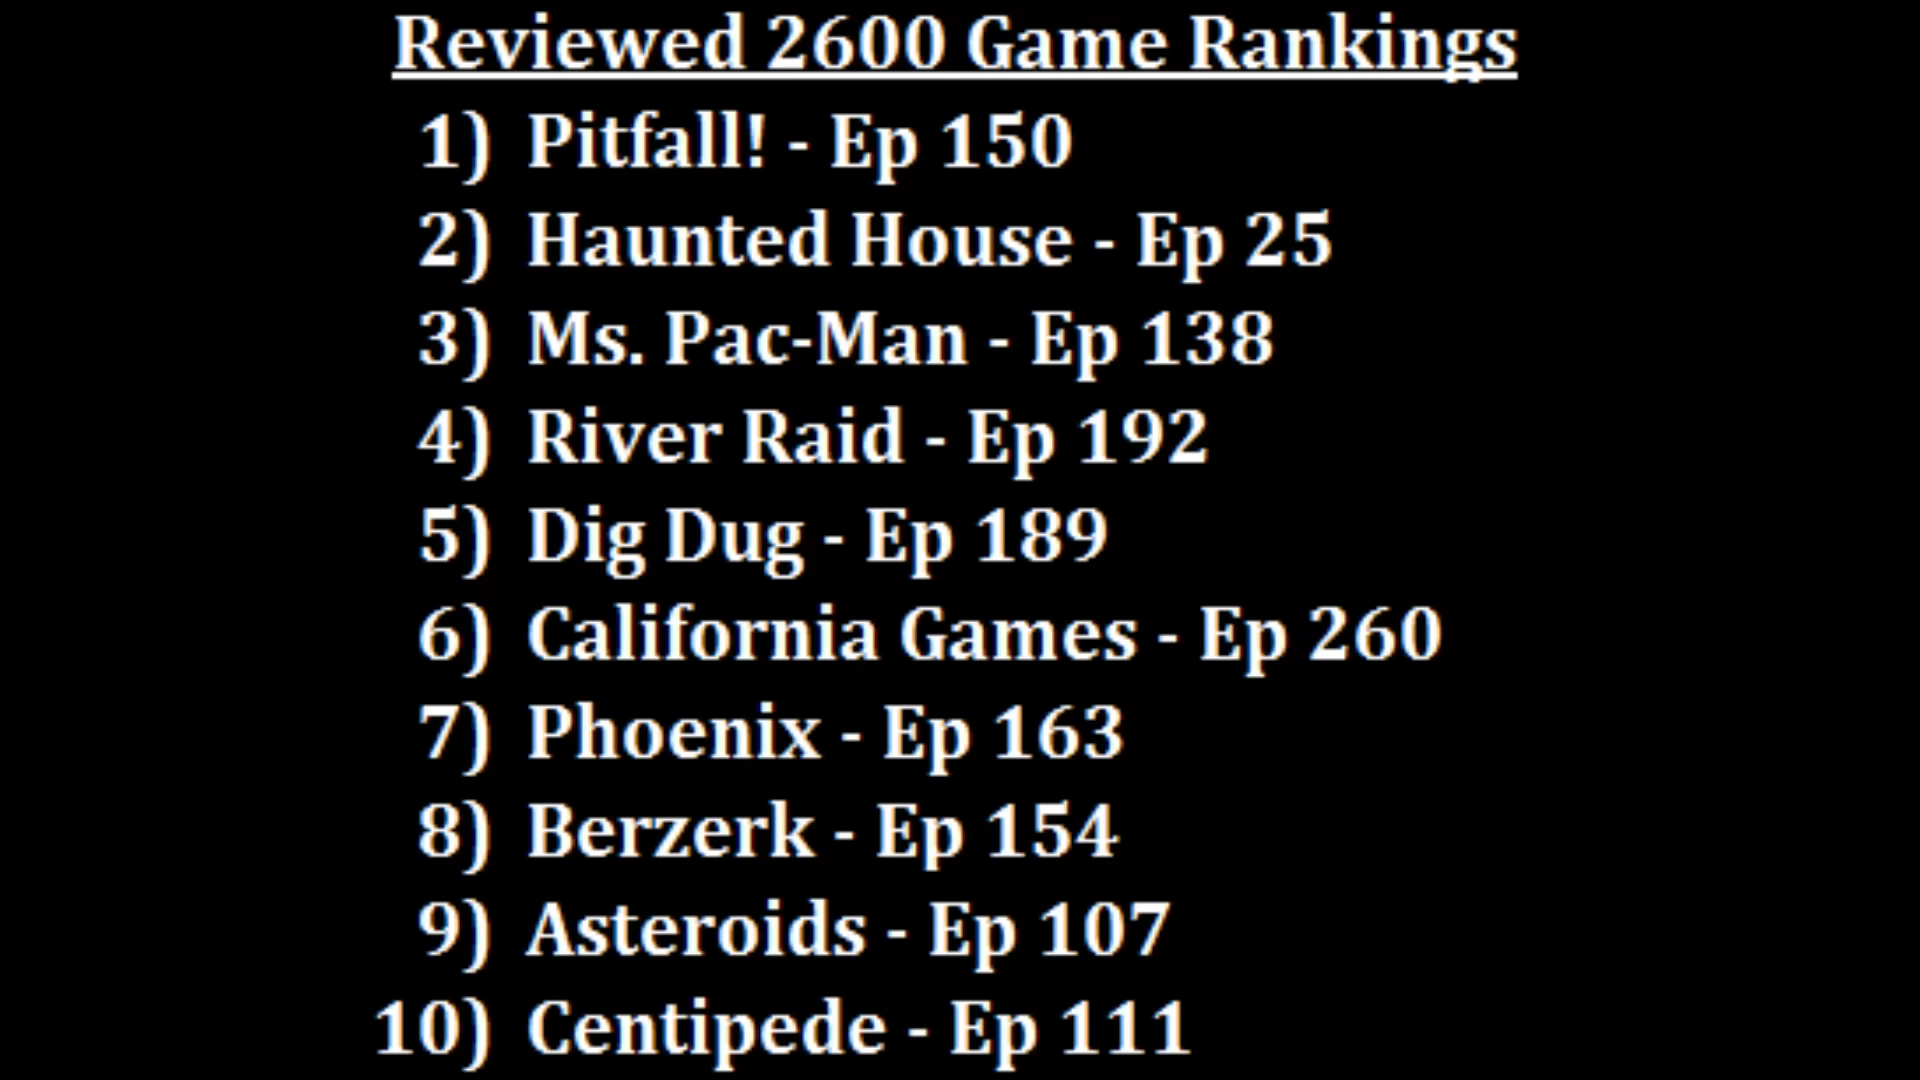 Reviewed 2600 Game Rankings
1) Pitfall! - Ep 150
2) Haunted House - Ep 25
3) Ms. Pac-Man - Ep 138
4) River Raid - Ep 192
5) Dig Dug - Ep 189
6) California Games - Ep 260
7) Phoenix - Ep 163
8) Berzerk - Ep 154
9) Asteroids - Ep 107
10) Centipede - Ep 111